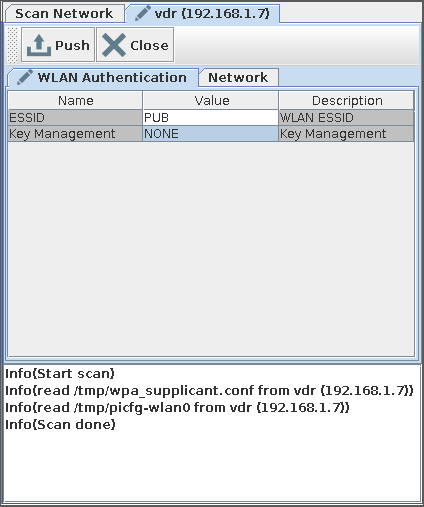 Scan Network vdr {192.168.1.7}
Push Close
WLAN Authentication Network
Name Value Description
ESSID PUB WLAN ESSID
Key Management NONE Key Management
Info{Start scan}
Info{read /tmp/wpa_supplicant.conf from vdr {192.168.1.7}}
Info{read /tmp/picfg-wlan0 from vdr {192.168.1.7}}
Info{Scan done}